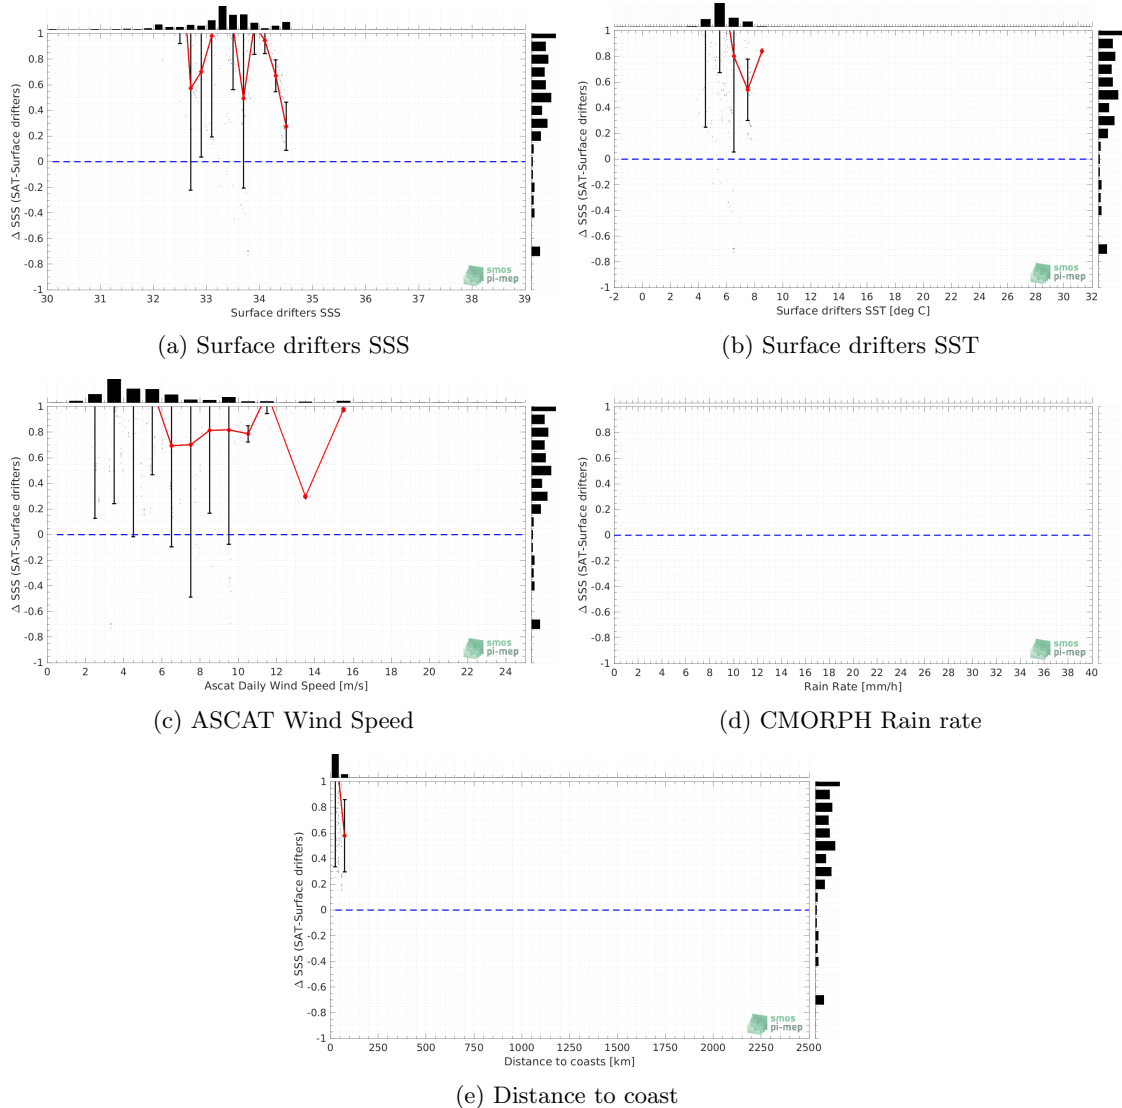 1
0.8
0.6
0.4
0.2
0
-0.2
-0.4
-0.6
-0.8
-1
Δ SSS (SAT-Surface drifters)
smos
pi-mep
30 31 32 33 34 35 36 37 38 39
Surface drifters SSS
(a) Surface drifters SSS
1
0.8
0.6
0.4
0.2
0
-0.2
-0.4
-0.6
-0.8
-1
Δ SSS (SAT-Surface drifters)
smos
pi-mep
-2 0 2 4 6 8 10 12 14 16 18 20 22 24 26 28 30 32
Surface drifters SST [deg C]
(b) Surface drifters SST
1
0.8
0.6
0.4
0.2
0
-0.2
-0.4
-0.6
-0.8
-1
Δ SSS (SAT-Surface drifters)
smos
pi-mep
0 2 4 6 8 10 12 14 16 18 20 22 24
Ascat Daily Wind Speed [m/s]
(c) ASCAT Wind Speed
1
0.8
0.6
0.4
0.2
0
-0.2
-0.4
-0.6
-0.8
-1
Δ SSS (SAT-Surface drifters)
smos
pi-mep
0 2 4 6 8 10 12 14 16 18 20 22 24 26 28 30 32 34 36 38 40
Rain Rate [mm/h]
(d) CMORPH Rain rate
1
0.8
0.6
0.4
0.2
0
-0.2
-0.4
-0.6
-0.8
-1
Δ SSS (SAT-Surface drifters)
smos
pi-mep
0 250 500 750 1000 1250 1500 1750 2000 2250 2500
Distance to coasts [km]
(e) Distance to coast